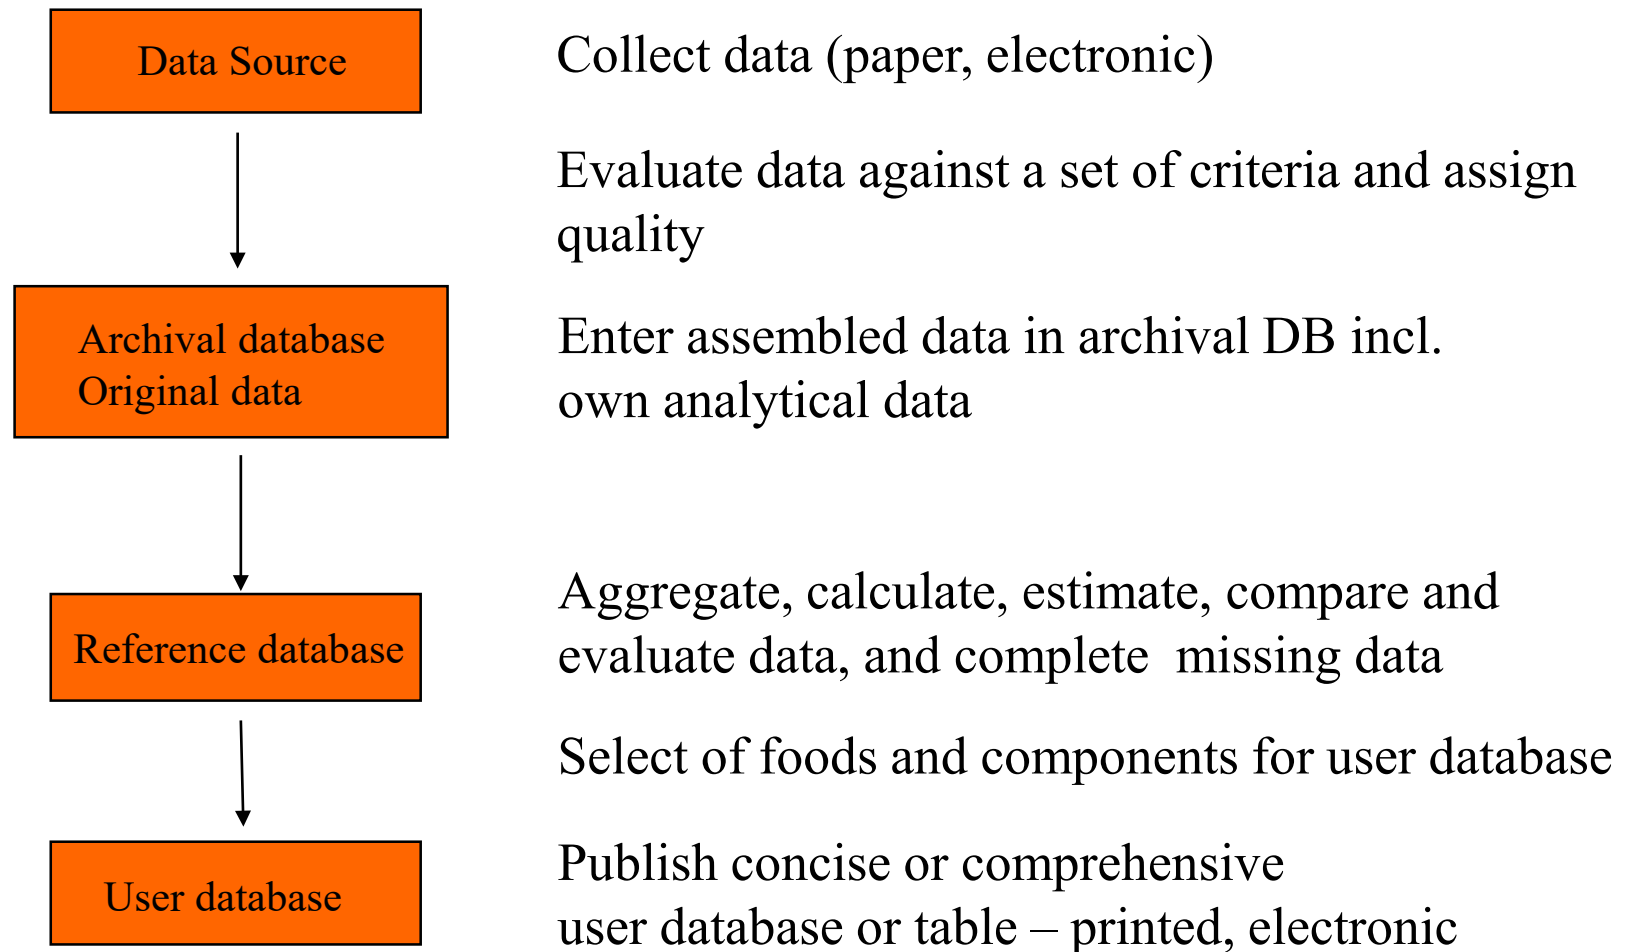 Data Source
Collect data (paper, electronic)
Evaluate data against a set of criteria and assign
quality
Archival database
Original data
Enter assembled data in archival DB incl.
own analytical data
Reference database
Aggregate, calculate, estimate, compare and
evaluate data, and complete  missing data
Select of foods and components for user database
User database
Publish concise or comprehensive
user database or table – printed, electronic